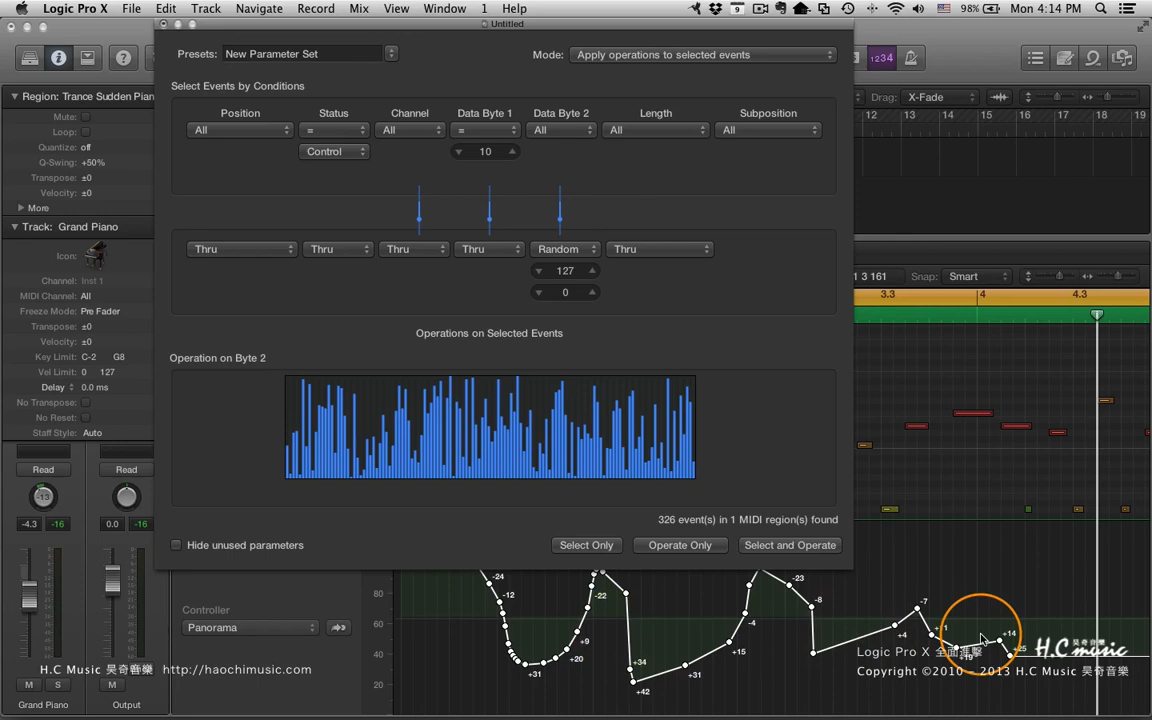 Logic Pro X File Edit Track Navigate Record Mix View Window 1 Help 9 98% Mon 4:14 PM
Untitled
Presets: New Parameter Set Mode: Apply operations to selected events
1234
Select Events by Conditions
Region: Trance Sudden Pian
Drag: X-Fade
Position Status Channel Data Byte 1 Data Byte 2 Length Subposition
12 13 14 15 16 17 18 19
Mute:
All = All = All All All
Loop:
Quantize: off
Control 10
Q-Swing: +50%
Transpose: ±0
Velocity: ±0
More
Track: Grand Piano
Thru Thru Thru Thru Random Thru
Icon:
127
1 3 161 Snap: Smart
Channel: Inst 1
0
3.3 4 4.3
MIDI Channel: All
Freeze Mode: Pre Fader
Transpose: ±0
Operations on Selected Events
Velocity: ±0
Key Limit: C-2 G8
Operation on Byte 2
Vel Limit: 0 127
Delay 0.0 ms
No Transpose:
No Reset:
Staff Style: Auto
Read Read
-13
-4.3 -16 0.0 -16
326 event(s) in 1 MIDI region(s) found
Hide unused parameters Select Only Operate Only Select and Operate
-24 -23
80 -12 -22 -8 -7
Controller
60 -4 +4 +1 +14
Panorama
40 +9 +15 +19 +25
+20 +34 +31
+31 +42
20
Logic Pro X 全面進擊
H.C music 昊奇音樂
H.C Music 昊奇音樂 http://haochimusic.com
Copyright ©2010 - 2013 H.C Music 昊奇音樂
M S M
Grand Piano Output